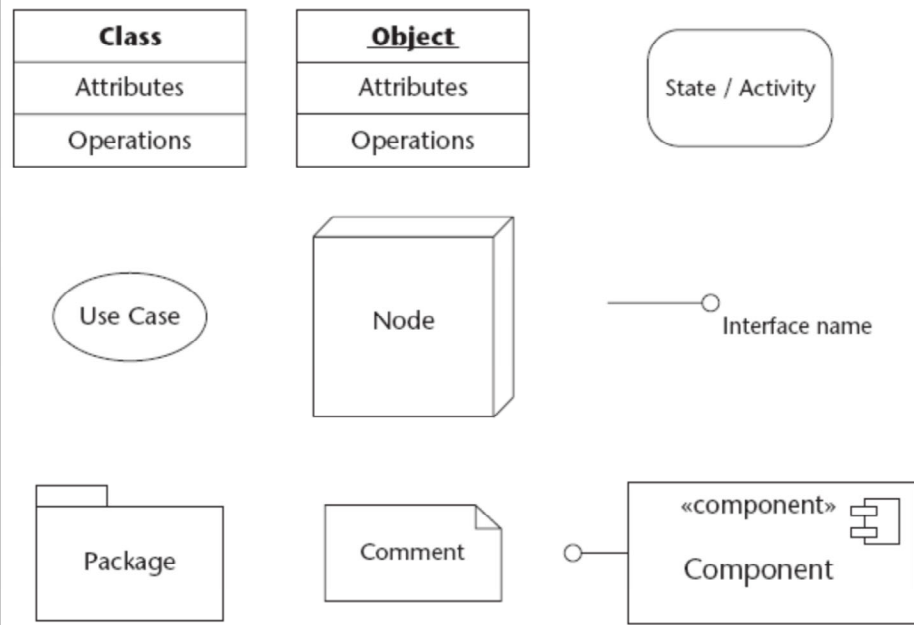 Class
Attributes
Operations
Object
Attributes
Operations
State / Activity
Use Case
Node
Interface name
Package
Comment
«component»
Component